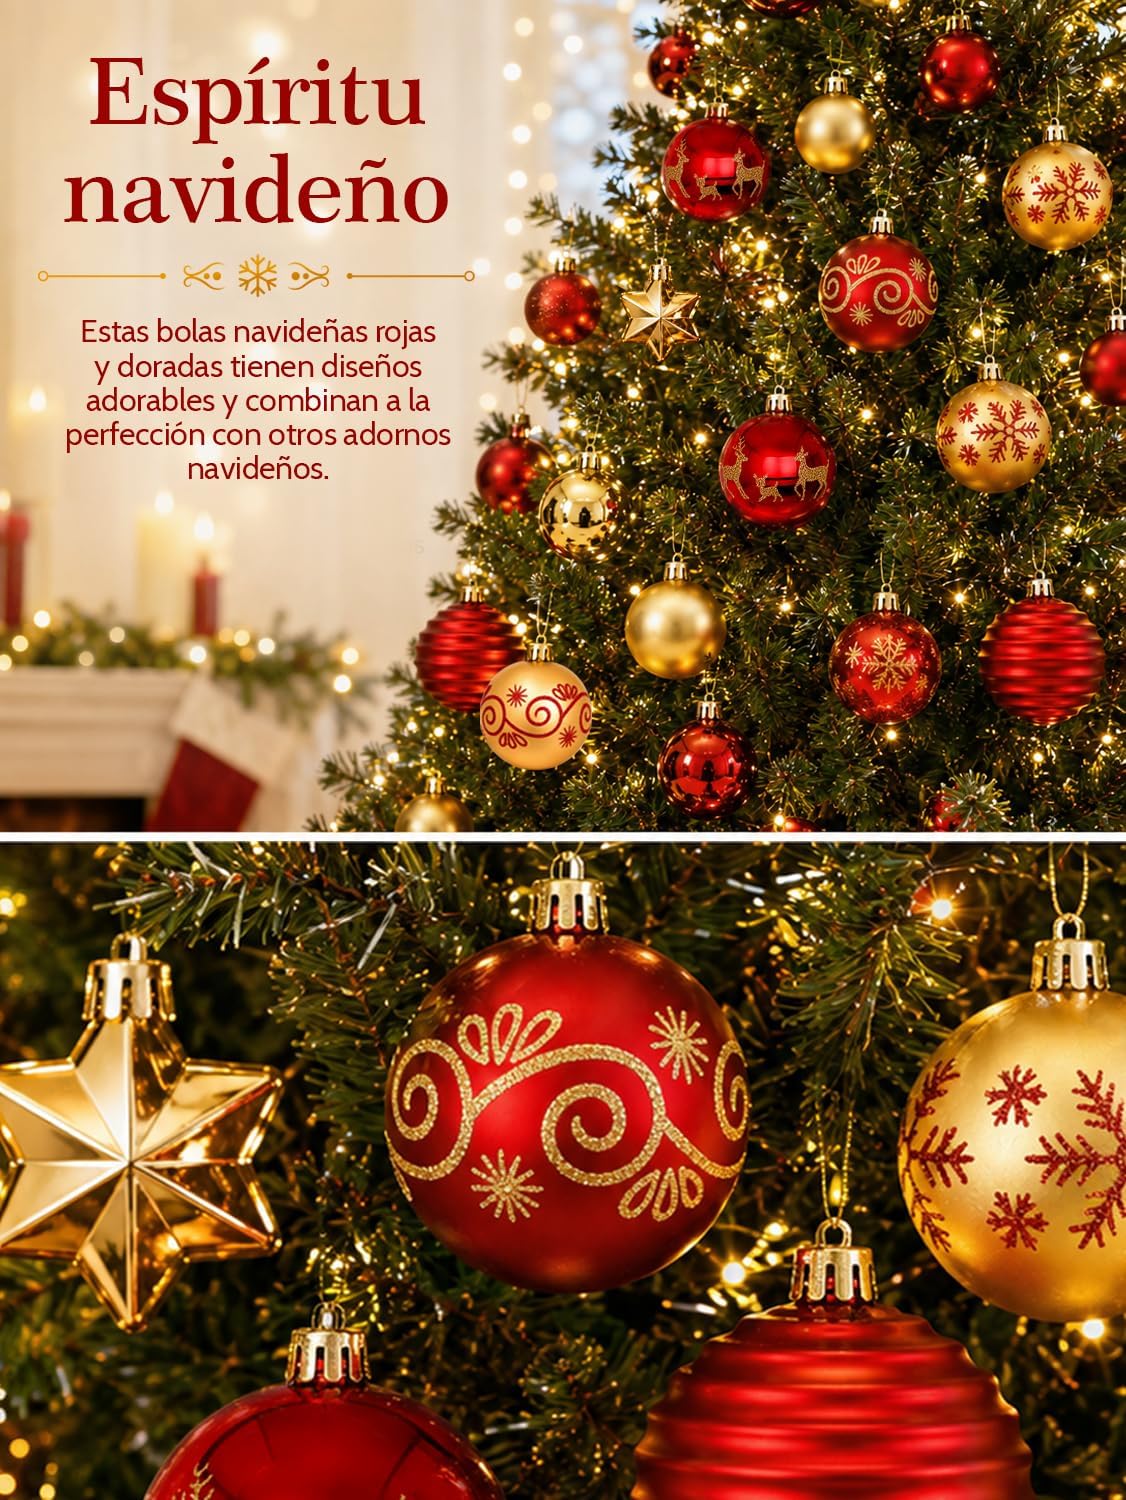 Espíritu
navideño
Estas bolas navideñas rojas
y doradas tienen diseños
adorables y combinan a la
perfección con otros adornos
navideños.